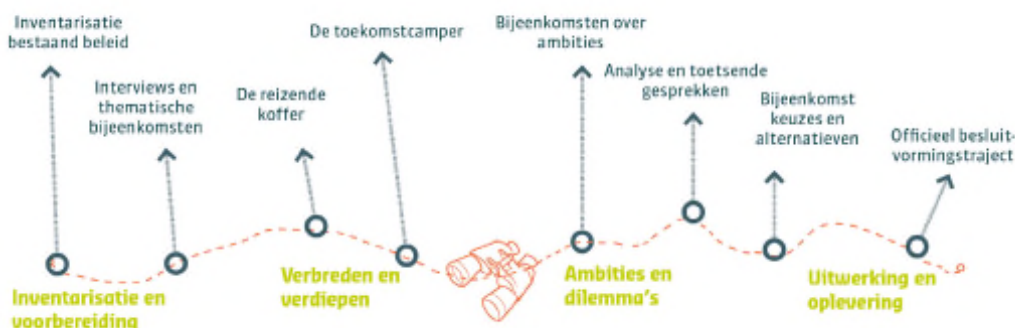 Inventarisatie
bestaand beleid
Interviews en
thematische
bijeenkomsten
De reizende
koffer
De toekomstcamper
Bijeenkomsten over
ambities
Analyse en toetsende
gesprekken
Bijeenkomst
keuzes en
alternatieven
Officieel besluit-
vormingstraject
Inventarisatie en
voorbereiding
Verbreden en
verdiepen
Ambities en
dilemma's
Uitwerking en
oplevering